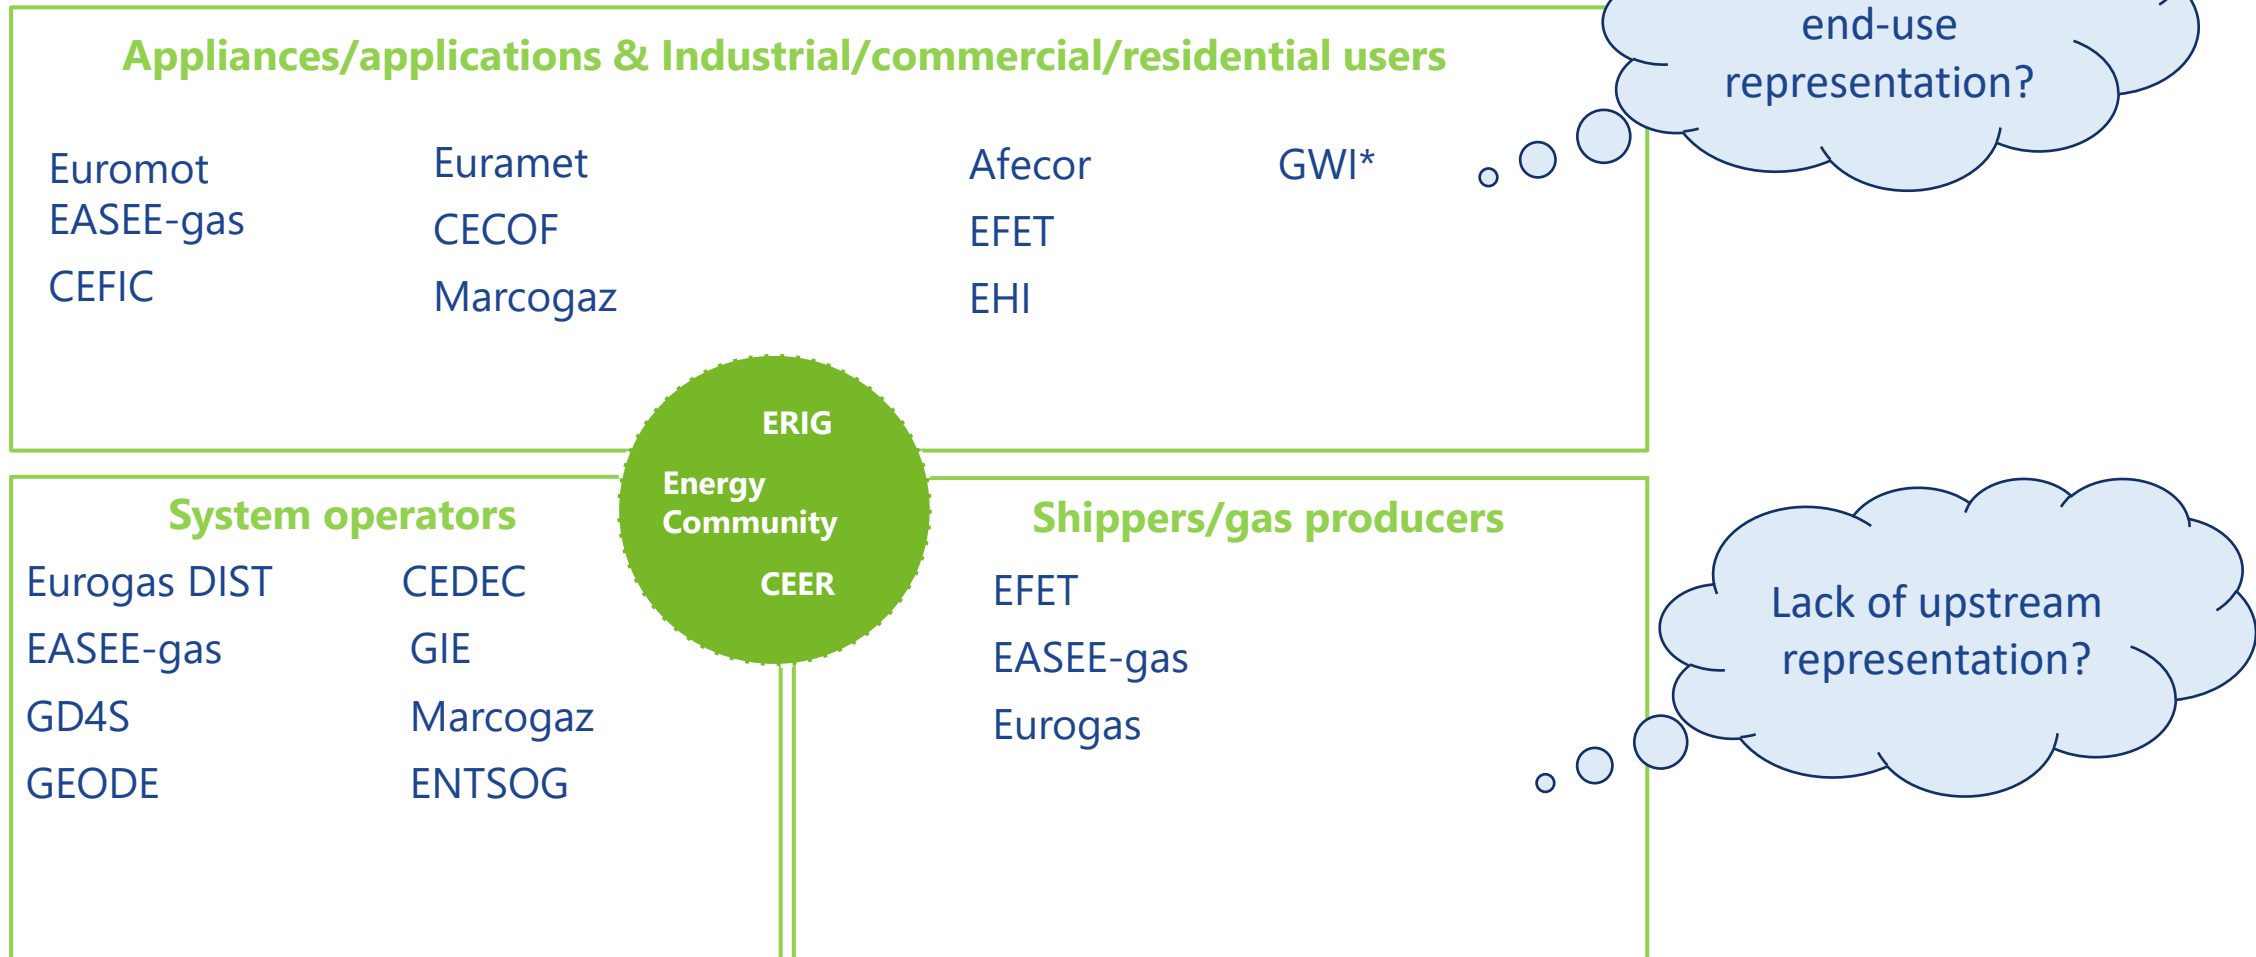 end-use
representation?
Appliances/applications & Industrial/commercial/residential users
Euromot
EASEE-gas
CEFIC
Euramet
CECOF
Marcogaz
Afecor
EFET
EHI
GWI*
ERIG
Energy
Community
CEER
System operators
Eurogas DIST
EASEE-gas
GD4S
GEODE
CEDEC
GIE
Marcogaz
ENTSOG
Shippers/gas producers
EFET
EASEE-gas
Eurogas
Lack of upstream
representation?